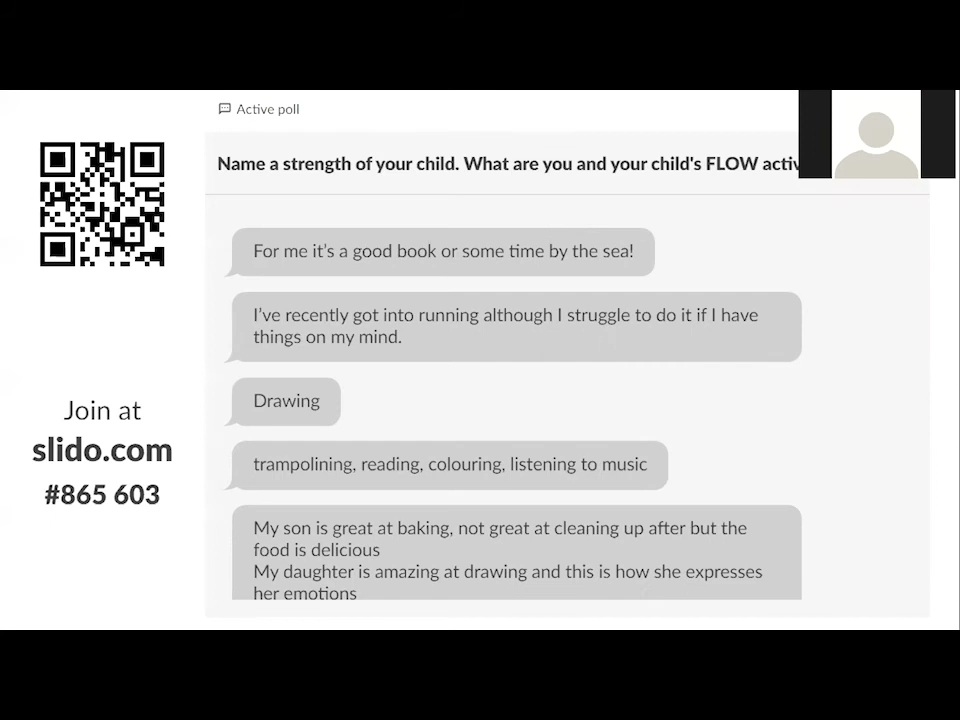 Active poll
Name a strength of your child. What are you and your child's FLOW
For me it’s a good book or some time by the sea!
I’ve recently got into running although I struggle to do it if I have
things on my mind.
Drawing
trampolining, reading, colouring, listening to music
My son is great at baking, not great at cleaning up after but the
food is delicious
My daughter is amazing at drawing and this is how she expresses
her emotions
Join at
slido.com
#865 603